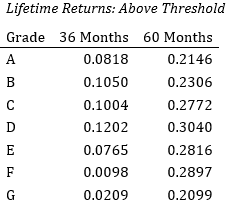 Lifetime Returns: Above Threshold
Grade 36 Months 60 Months
A 0.0818 0.2146
B 0.1050 0.2306
C 0.1004 0.2772
D 0.1202 0.3040
E 0.0765 0.2816
F 0.0098 0.2897
G 0.0209 0.2099